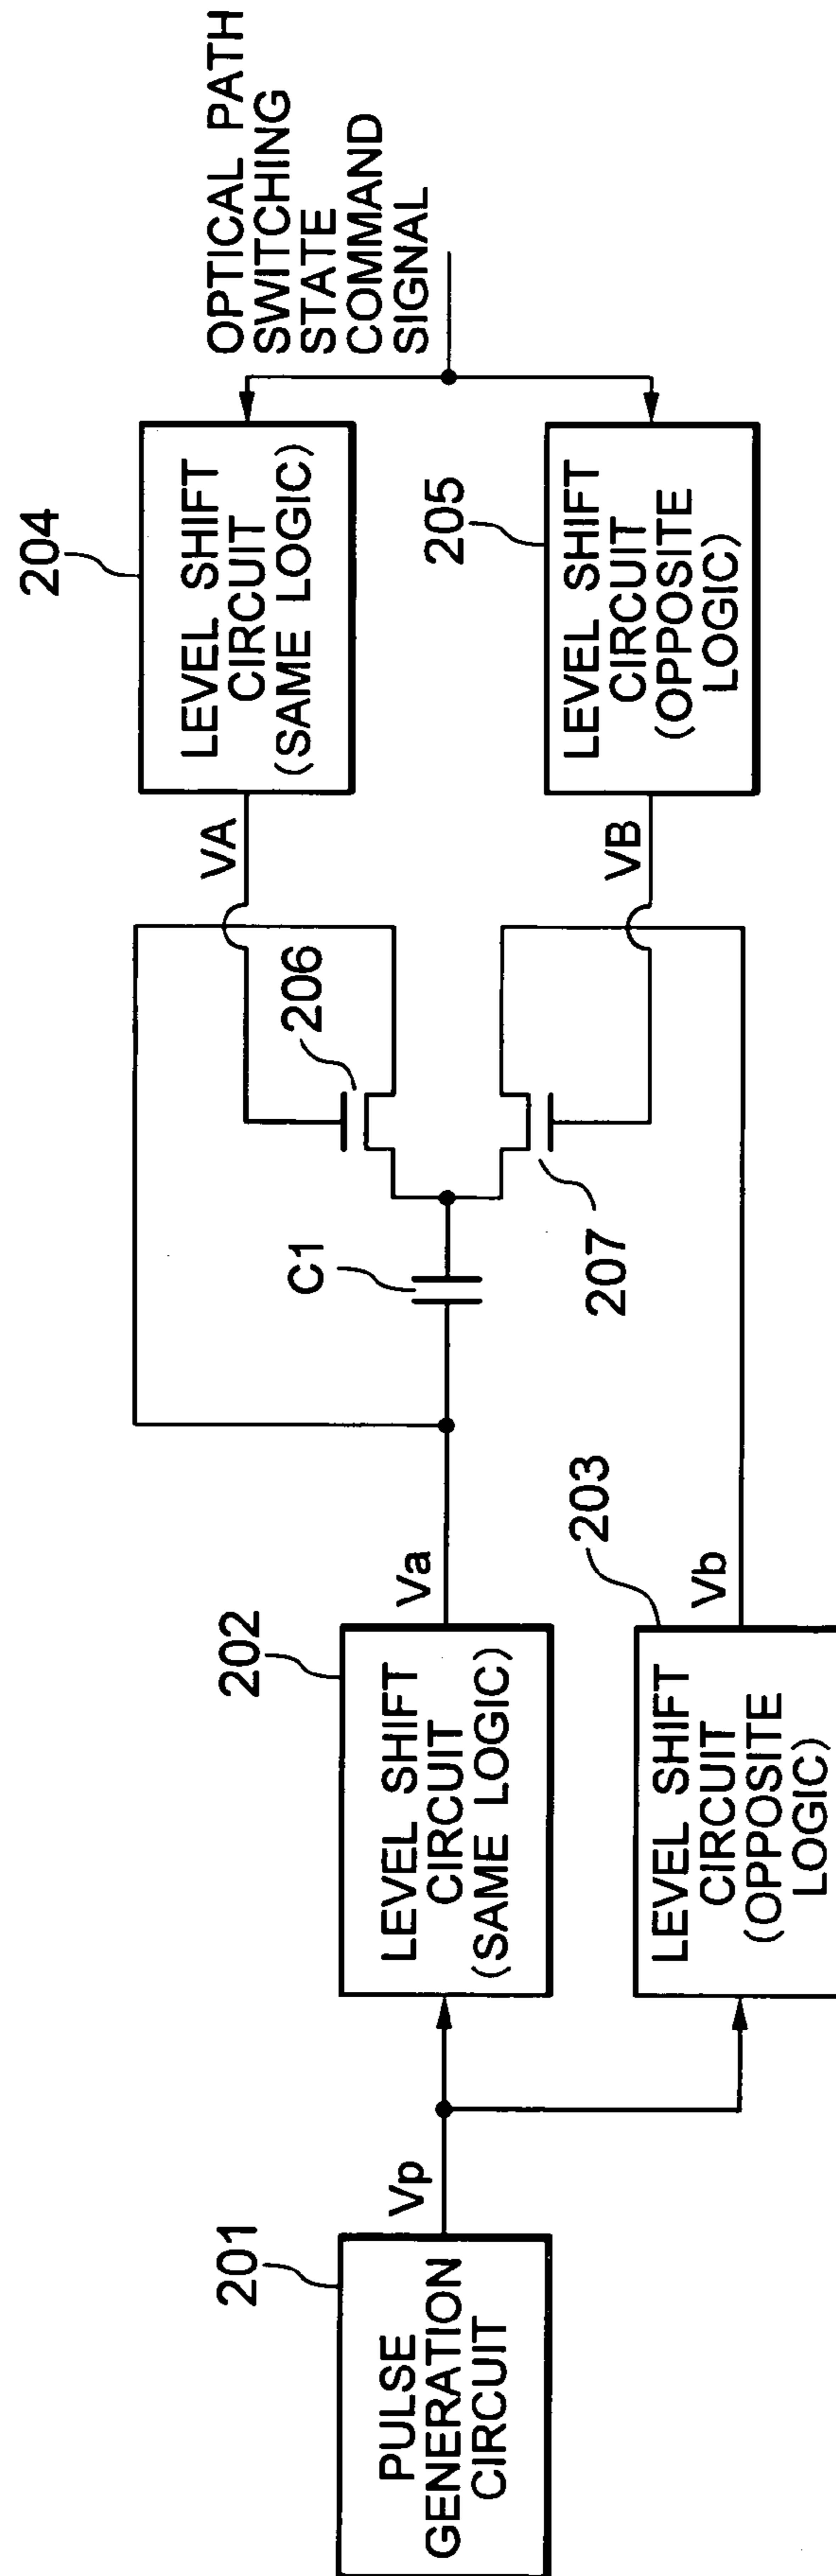 201
PULSE
GENERATION
CIRCUIT
Vp
202
LEVEL SHIFT
CIRCUIT
(SAME LOGIC)
Va
203
LEVEL SHIFT
CIRCUIT
(OPPOSITE
LOGIC)
Vb
C1
206
207
VA
VB
204
LEVEL SHIFT
CIRCUIT
(SAME LOGIC)
205
LEVEL SHIFT
CIRCUIT
(OPPOSITE
LOGIC)
OPTICAL PATH
SWITCHING
STATE
COMMAND
SIGNAL